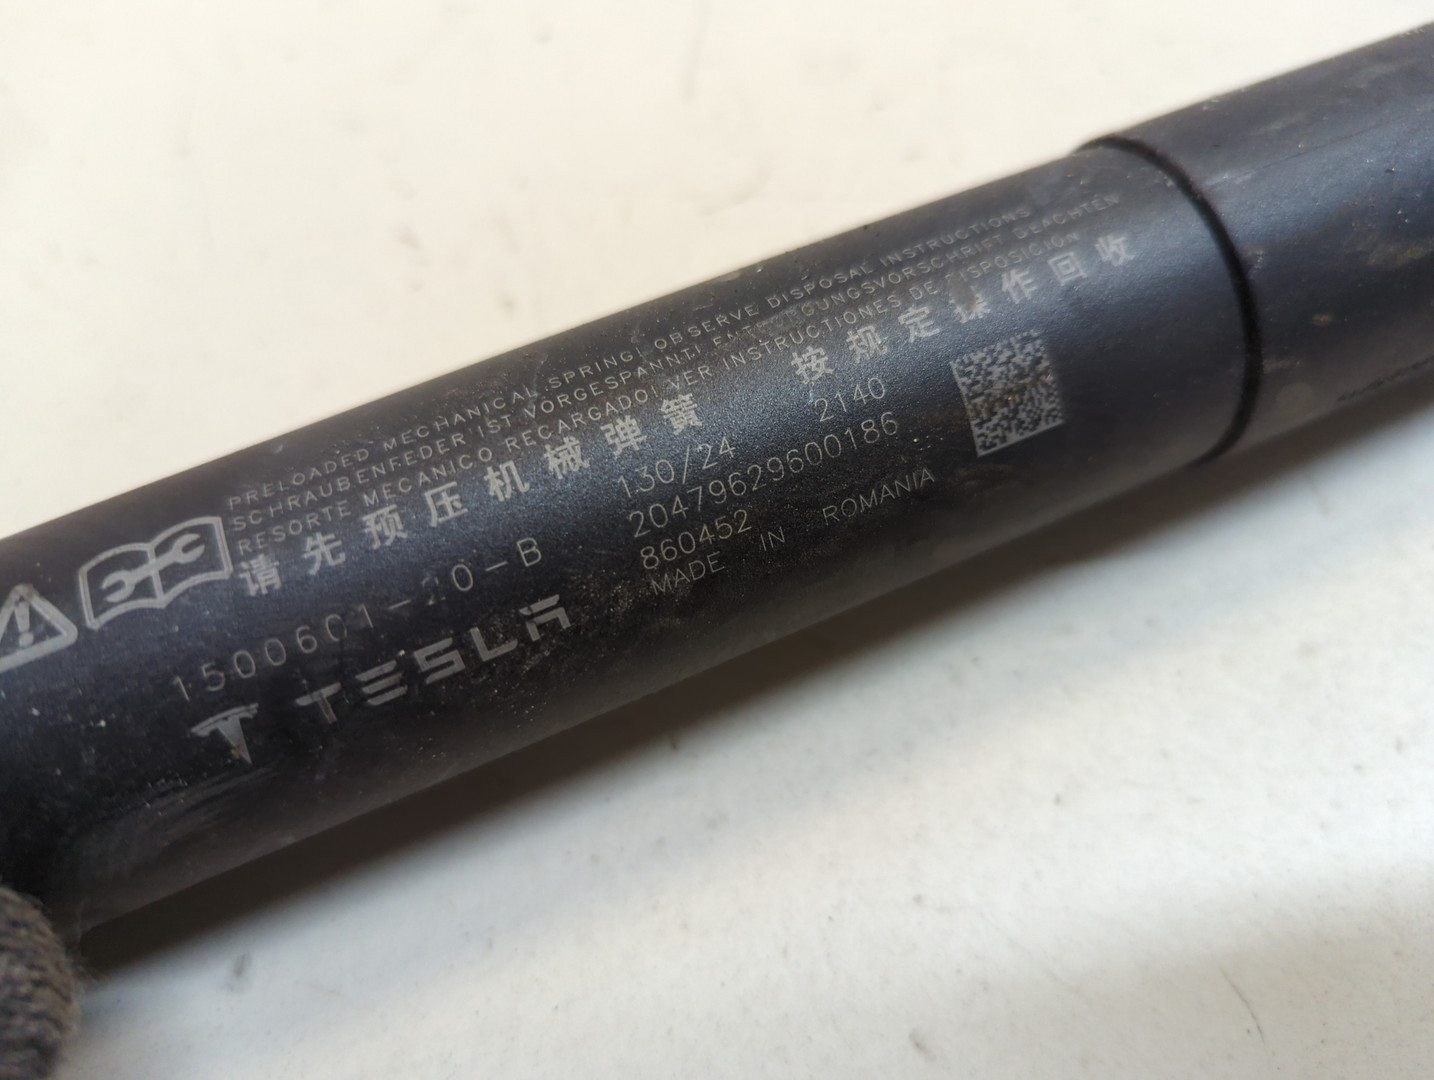 PRELOADED MECHANICAL SPRING! OBSERVE DISPOSAL INSTRUCTIONS
SCHRAUBENFEDER IST VORGESPANNT! BEACHTEN
RESORTE MECANICO RECARGADO! VER INSTRUCTIONES DE DISPOSICION
请先预压机械弹簧 按规定操作回收
130/24 2140
1500601-20-B 20479629600186
860452
TESLA MADE IN ROMANIA